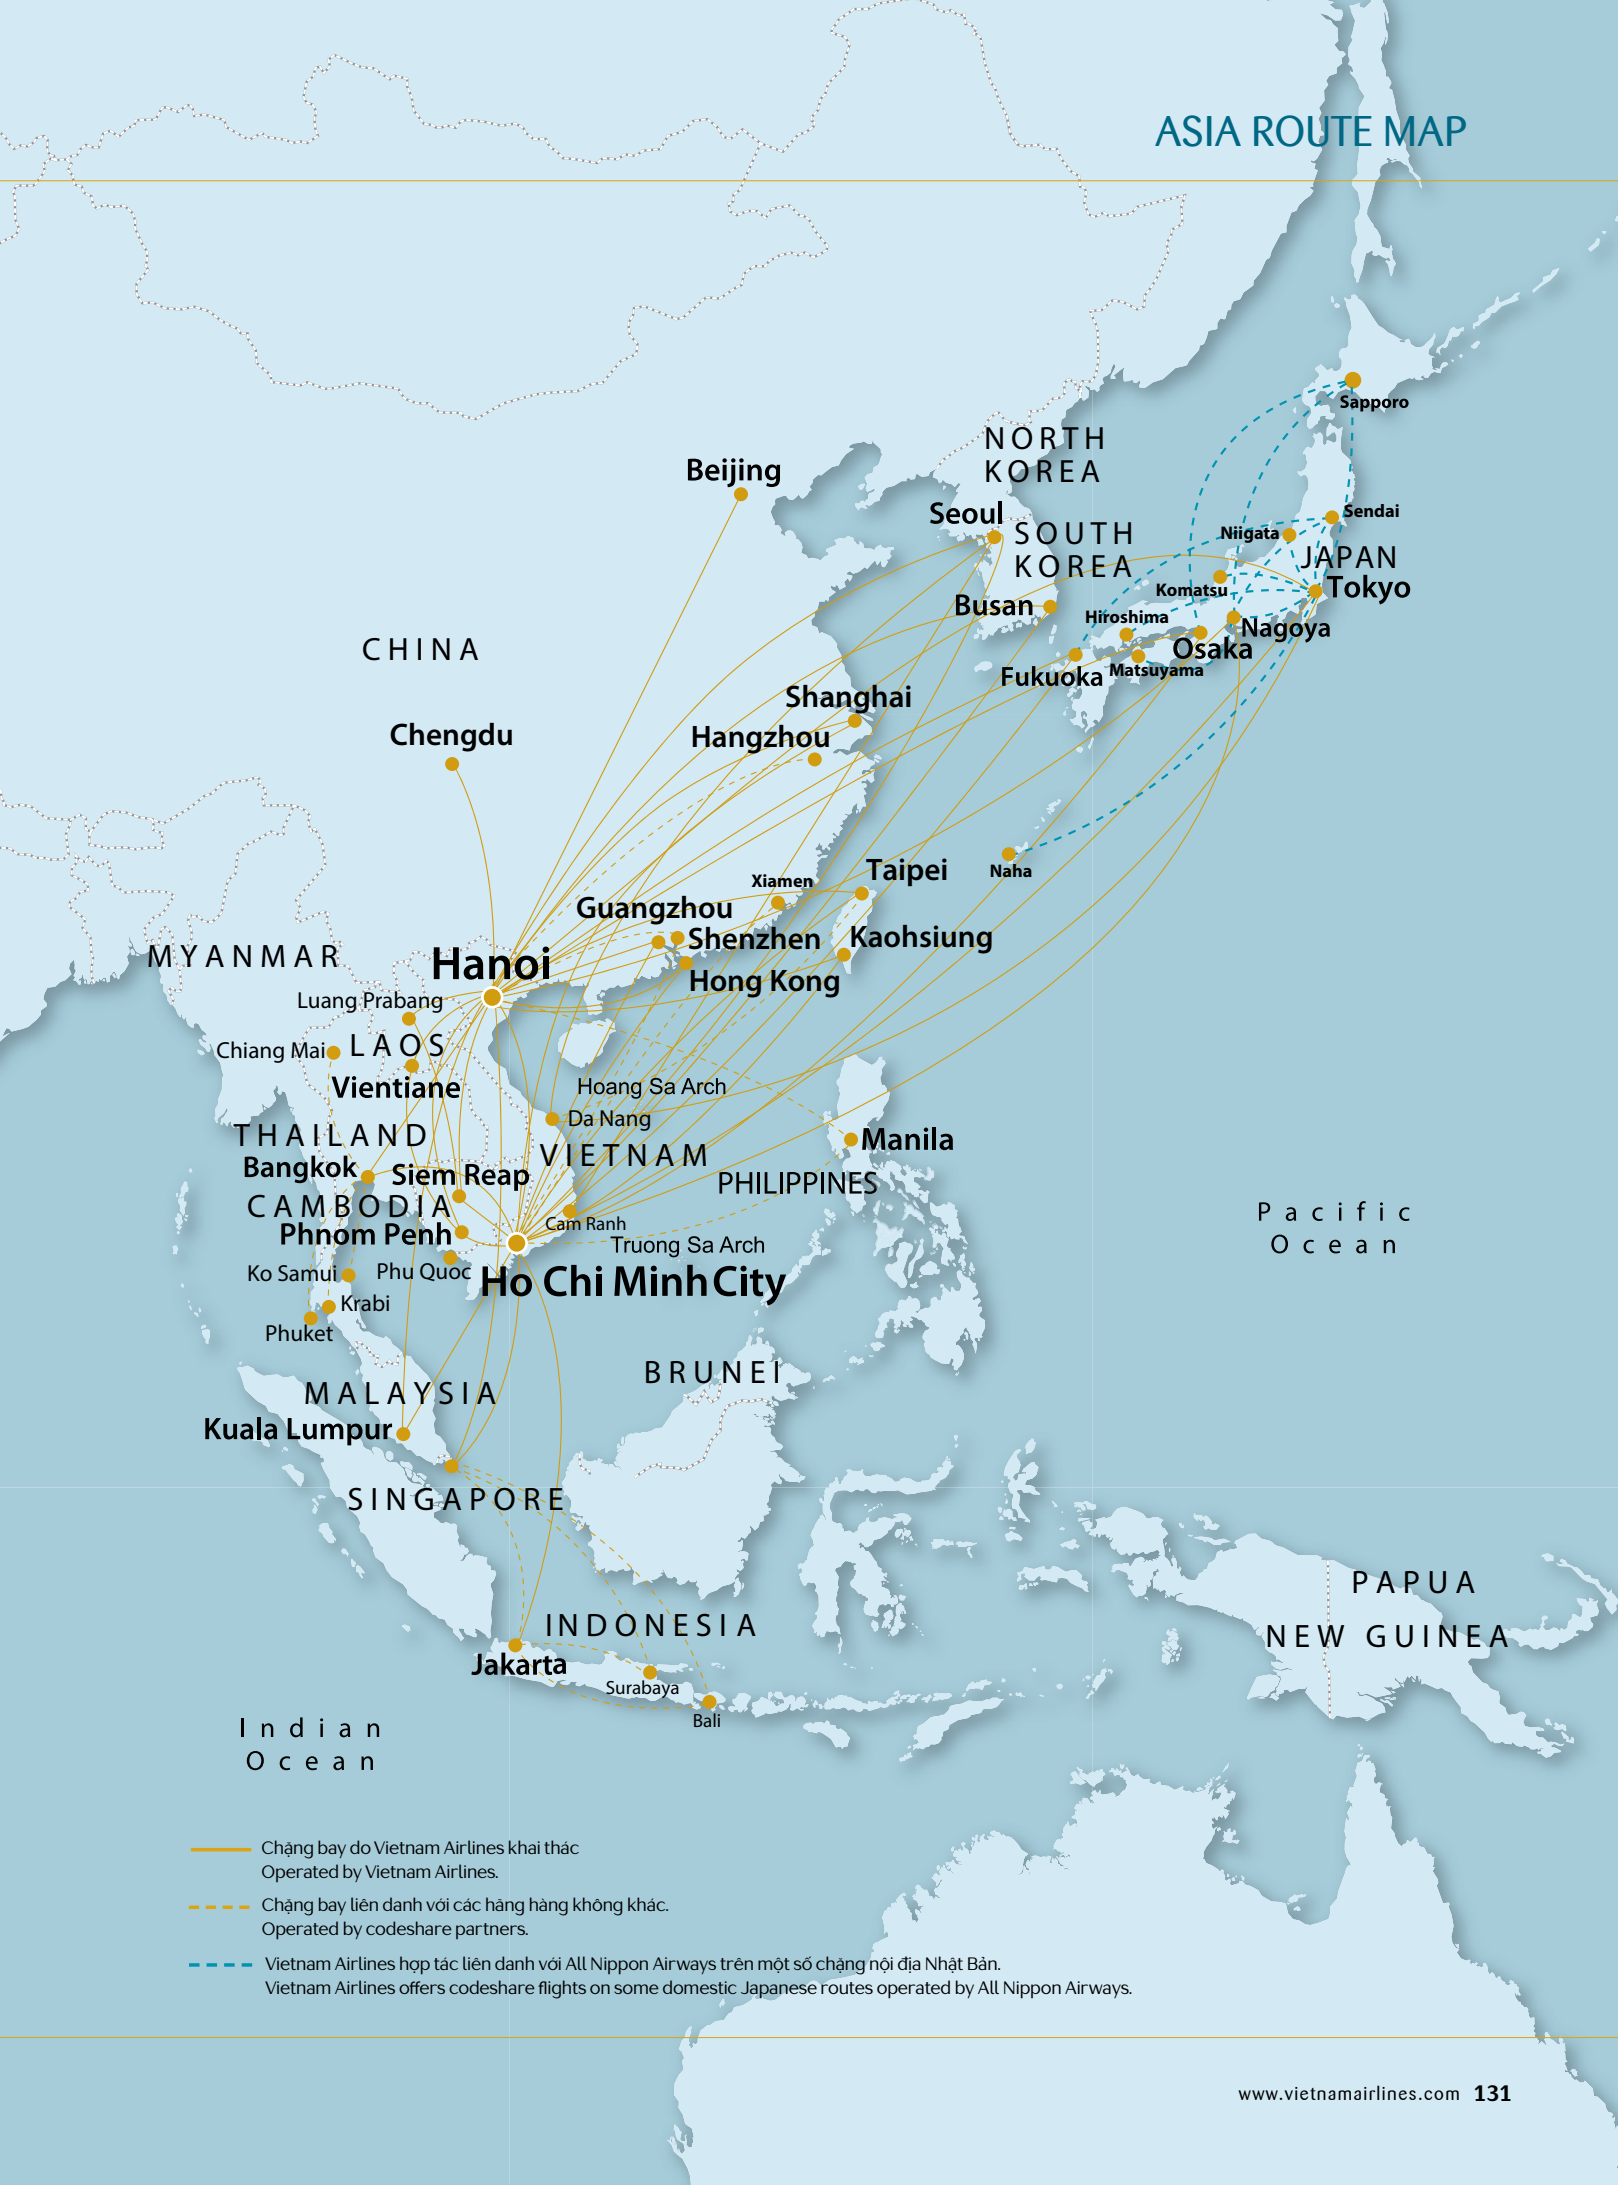 ASIA ROUTE MAP
Sapporo
NORTH
KOREA
Beijing
Seoul
SOUTH
KOREA
Sendai
Niigata
JAPAN
Tokyo
Komatsu
Busan
Hiroshima
Nagoya
Osaka
Matsuyama
Fukuoka
CHINA
Shanghai
Hangzhou
Chengdu
Taipei
Naha
Xiamen
Guangzhou
Shenzhen
Kaohsiung
Hong Kong
MYANMAR
Hanoi
Luang Prabang
Chiang Mai
LAOS
Vientiane
Hoang Sa Arch
Da Nang
THAILAND
VIETNAM
Manila
Bangkok
Siem Reap
PHILIPPINES
CAMBODIA
Phnom Penh
Cam Ranh
Truong Sa Arch
Pacific
Ocean
Ko Samui
Phu Quoc
Ho Chi Minh City
Krabi
Phuket
BRUNEI
MALAYSIA
Kuala Lumpur
SINGAPORE
PAPUA
NEW GUINEA
INDONESIA
Jakarta
Surabaya
Bali
Indian
Ocean
Chặng bay do Vietnam Airlines khai thác
Operated by Vietnam Airlines.
Chặng bay liên danh với các hãng hàng không khác.
Operated by codeshare partners.
Vietnam Airlines hợp tác liên danh với All Nippon Airways trên một số chặng nội địa Nhật Bản.
Vietnam Airlines offers codeshare flights on some domestic Japanese routes operated by All Nippon Airways.
www.vietnamairlines.com 131